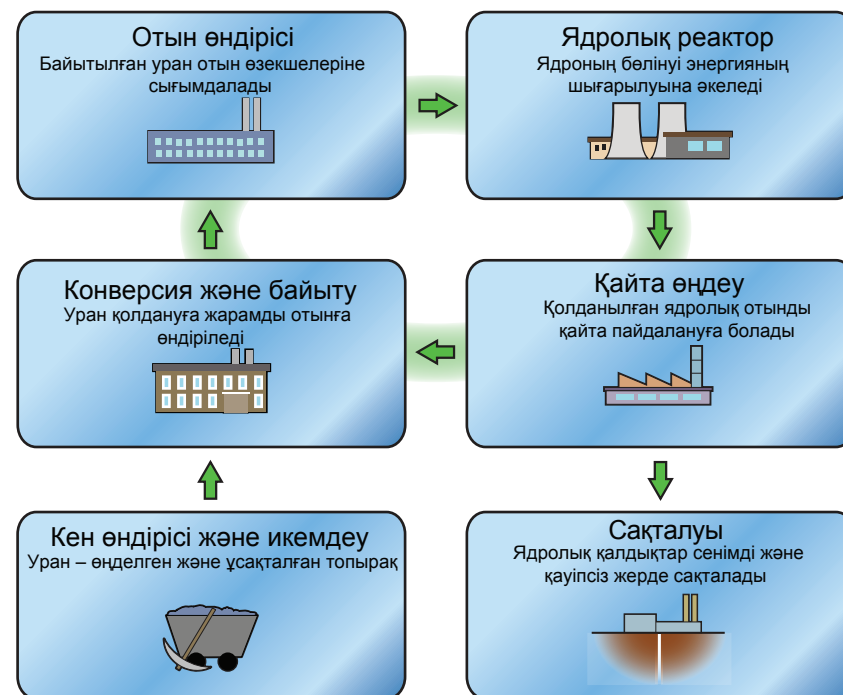 Отын өндірісі
Байытылған уран отын өзекшелеріне
сығымдалады
Ядролық реактор
Ядроның бөлінуі энергияның
шығарылуына әкеледі
Конверсия және байыту
Уран қолдануға жарамды отынға
өндіріледі
Қайта өңдеу
Қолданылған ядролық отынды
қайта пайдалануға болады
Кен өндірісі және икемдеу
Уран – өңделген және ұсақталған топырақ
Сақталуы
Ядролық қалдықтар сенімді және
қауіпсіз жерде сақталады